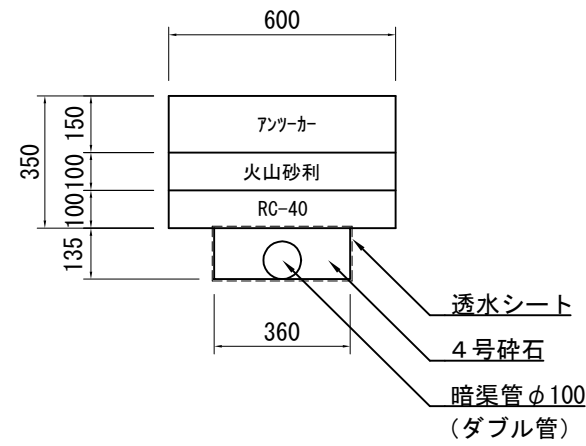 600
350
150
100
100
135
アンツーカー
火山砂利
RC-40
360
透水シート
４号砕石
暗渠管φ100
（ダブル管）